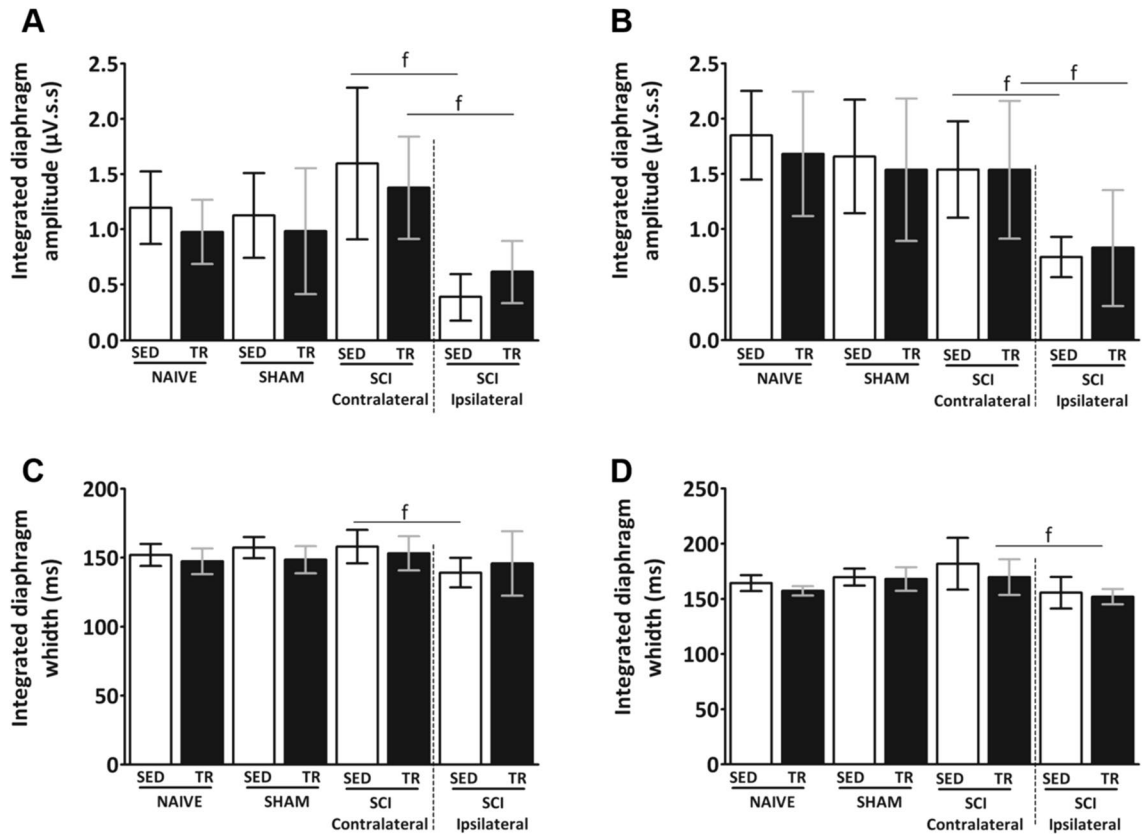 A
Integrated diaphragm
amplitude (μV.s.s)
2.5
2.0
1.5
1.0
0.5
0.0
f
f
SED TR SED TR SED TR SED TR
NAIVE SHAM SCI SCI
Contralateral Ipsilateral
B
Integrated diaphragm
amplitude (μV.s.s)
2.5
2.0
1.5
1.0
0.5
0.0
f
f
SED TR SED TR SED TR SED TR
NAIVE SHAM SCI SCI
Contralateral Ipsilateral
C
Integrated diaphragm
whidth (ms)
200
150
100
50
0
f
SED TR SED TR SED TR SED TR
NAIVE SHAM SCI SCI
Contralateral Ipsilateral
D
Integrated diaphragm
whidth (ms)
250
200
150
100
50
0
f
SED TR SED TR SED TR SED TR
NAIVE SHAM SCI SCI
Contralateral Ipsilateral